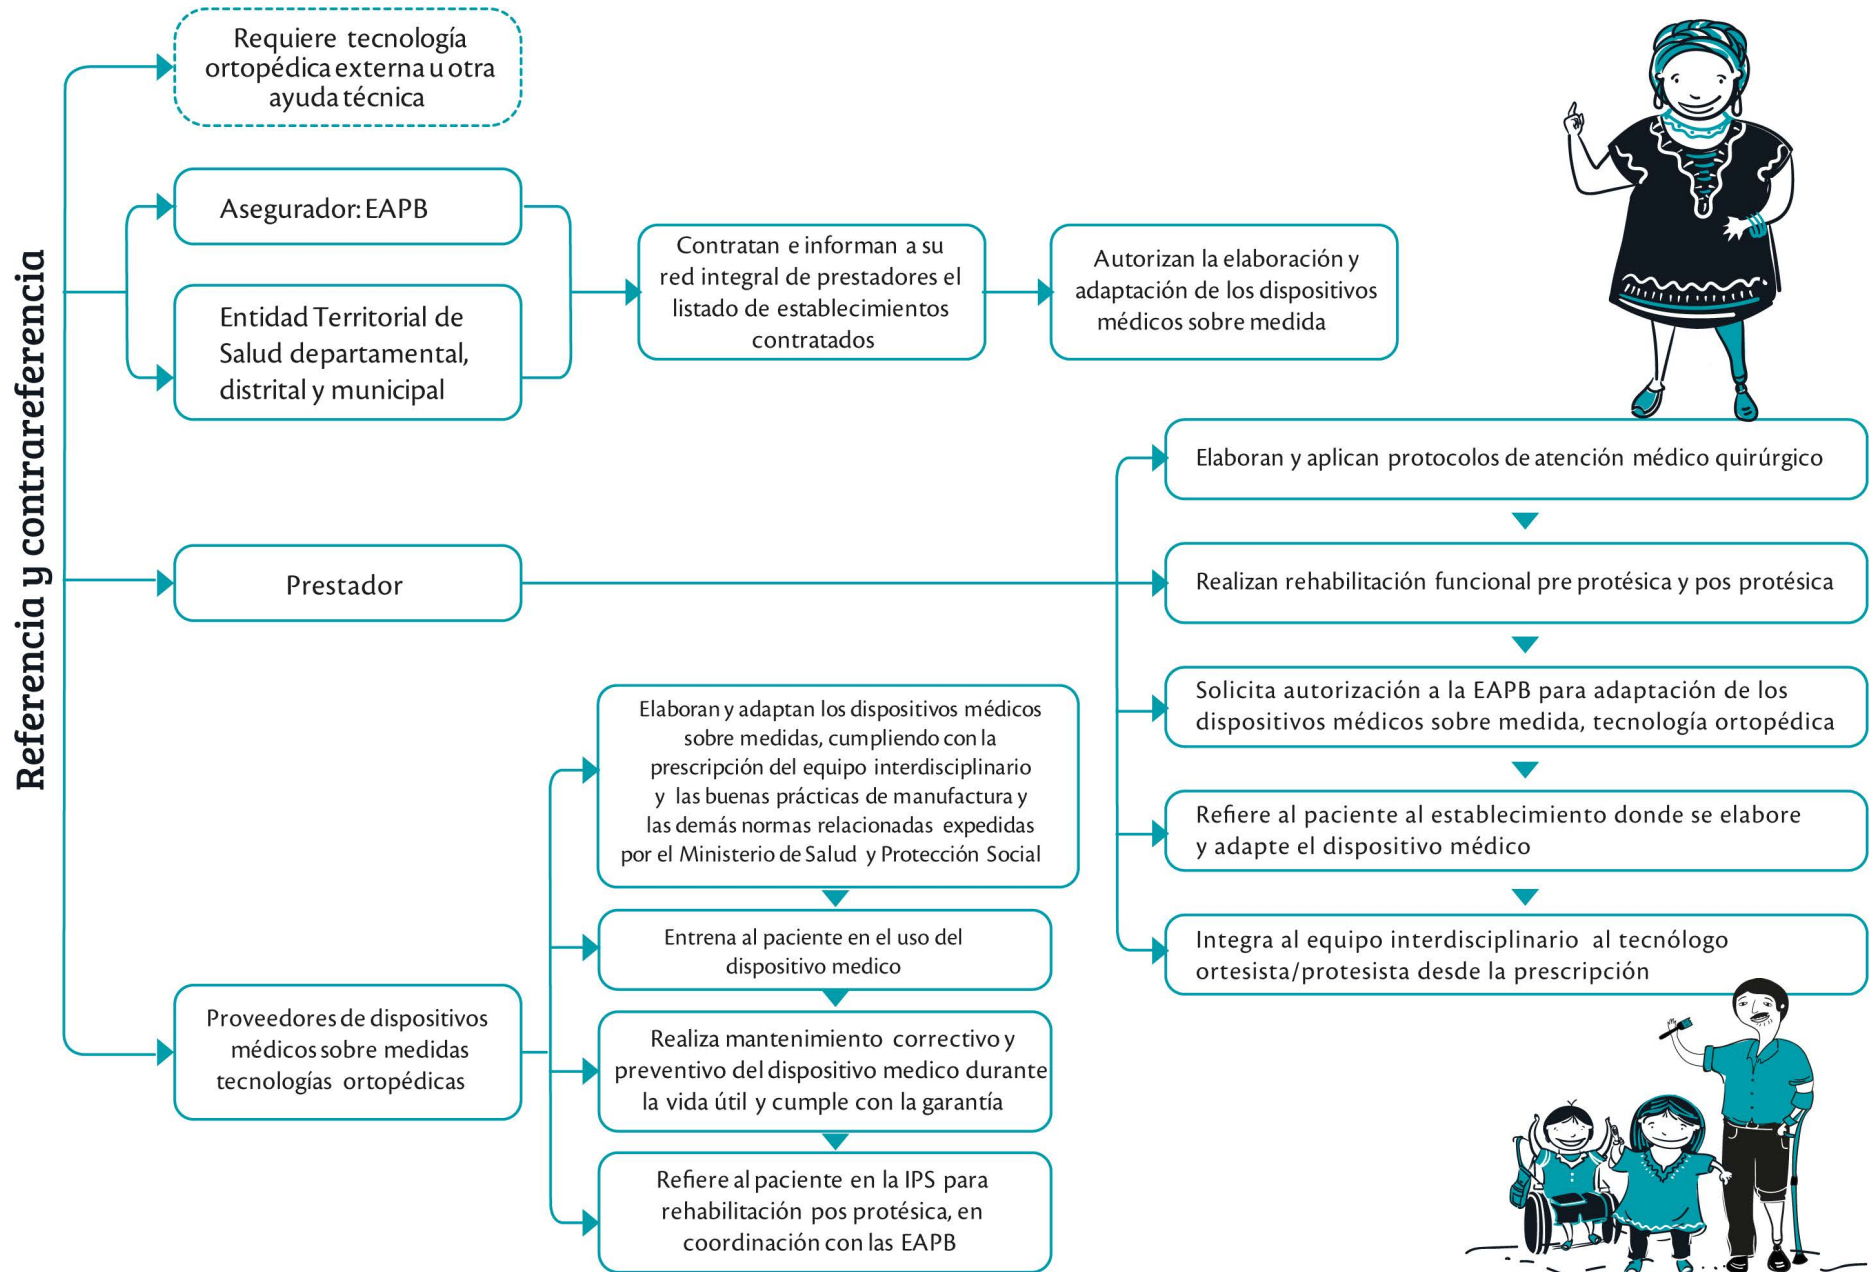 Referencia y contrareferencia
Requiere tecnología
ortopédica externa u otra
ayuda técnica
Asegurador: EAPB
Entidad Territorial de
Salud departamental,
distrital y municipal
Contratan e informan a su
red integral de prestadores el
listado de establecimientos
contratados
Autorizan la elaboración y
adaptación de los dispositivos
médicos sobre medida
Prestador
Elaboran y aplican protocolos de atención médico quirúrgico
Realizan rehabilitación funcional pre protésica y pos protésica
Solicita autorización a la EAPB para adaptación de los
dispositivos médicos sobre medida, tecnología ortopédica
Refiere al paciente al establecimiento donde se elabore
y adapte el dispositivo médico
Integra al equipo interdisciplinario al tecnólogo
ortesista/protesista desde la prescripción
Proveedores de dispositivos
médicos sobre medidas
tecnologías ortopédicas
Elaboran y adaptan los dispositivos médicos
sobre medidas, cumpliendo con la
prescripción del equipo interdisciplinario
y las buenas prácticas de manufactura y
las demás normas relacionadas expedidas
por el Ministerio de Salud y Protección Social
Entrena al paciente en el uso del
dispositivo medico
Realiza mantenimiento correctivo y
preventivo del dispositivo medico durante
la vida útil y cumple con la garantía
Refiere al paciente en la IPS para
rehabilitación pos protésica, en
coordinación con las EAPB